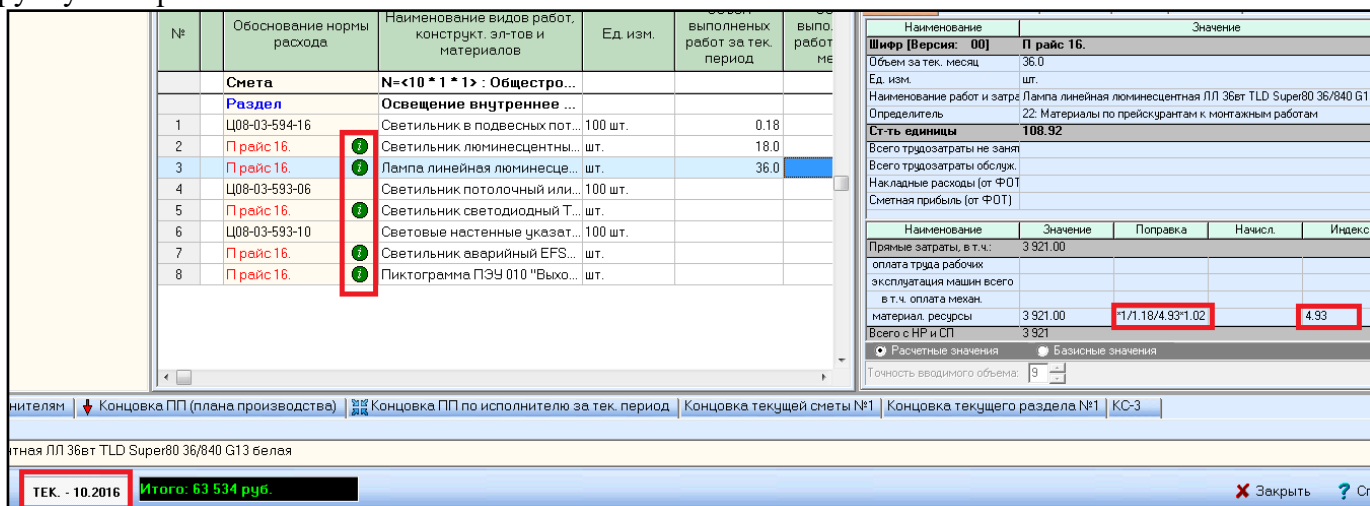 № Обоснование нормы расхода Наименование видов работ, конструкт. эл-тов и материалов Ед. изм. выполненых работ за тек. период
Смета N=<10 * 1 * 1> : Общестро...
Раздел Освещение внутреннее ...
1 Ц08-03-594-16 Светильник в подвесных пот... 100 шт. 0.18
2 Прайс 16. Светильник люминесцентны... шт. 18.0
3 Прайс 16. Лампа линейная люминесце... шт. 36.0
4 Ц08-03-593-06 Светильник потолочный или... 100 шт.
5 Прайс 16. Светильник светодиодный Т... шт.
6 Ц08-03-593-10 Световые настенные указат... 100 шт.
7 Прайс 16. Светильник аварийный EFS... шт.
8 Прайс 16. Пиктограмма ПЭУ 010 "Выхо... шт.
Наименование Значение
Шифр [Версия: 00] Прайс 16.
Объем за тек. месяц 36.0
Ед. изм. шт.
Наименование работ и затра Лампа линейная люминесцентная ЛЛ 36вт TLD Super80 36/840 G1
Определитель 22: Материалы по прейскурантам к монтажным работам
Ст-ть единицы 108.92
Всего трудозатраты не занят
Всего трудозатраты обслуж.
Накладные расходы (от ФОТ
Сметная прибыль (от ФОТ)
Наименование Значение Поправка Начисл. Индекс
Прямые затраты, в т.ч.: 3 921.00
оплата труда рабочих
эксплуатация машин всего
в т.ч. оплата механ.
материал. ресурсы 3 921.00 *1/1.18/4.93*1.02 4.93
Всего с НР и СП 3 921
Расчетные значения Базисные значения
Точность вводимого объема: 9
нителям Концовка ПП (плана производства) Концовка ПП по исполнителю за тек. период Концовка текущей сметы №1 Концовка текущего раздела №1 КС-3
нтная ЛЛ 36вт TLD Super80 36/840 G13 белая
ТЕК. - 10.2016 Итого: 63 534 руб. Закрыть ? Сп